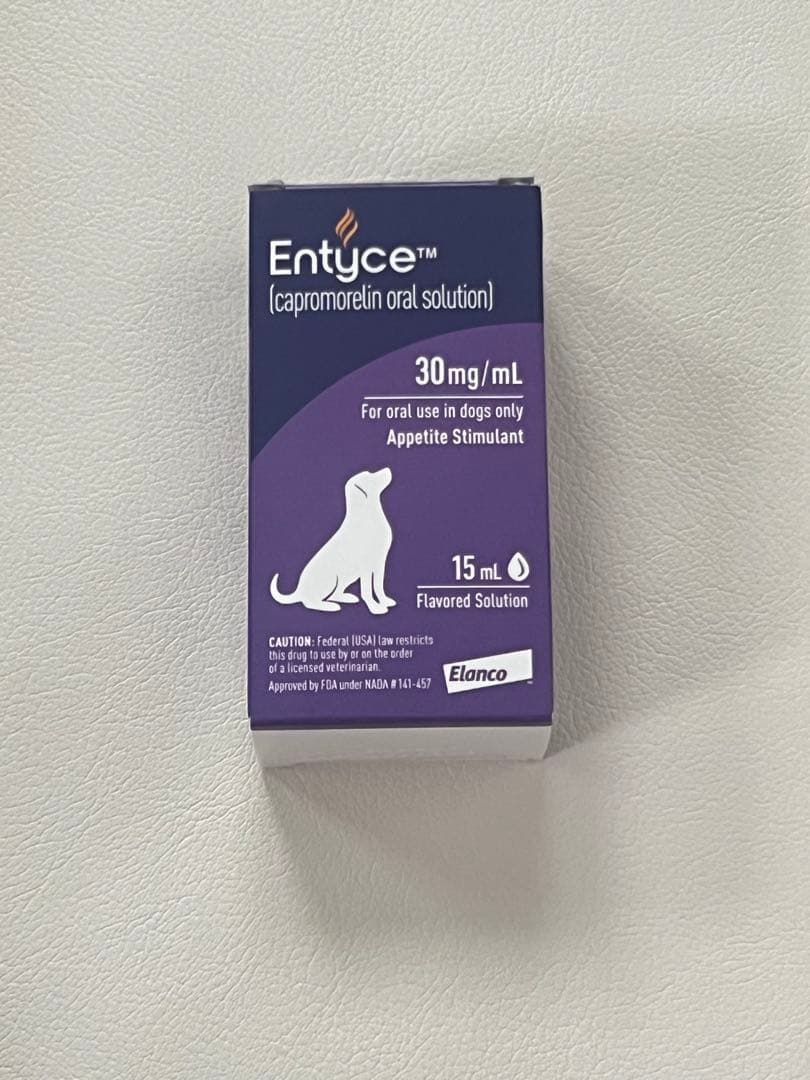 Entyce™
(capromorelin oral solution)
30mg/mL
For oral use in dogs only
Appetite Stimulant
15 mL
Flavored Solution
CAUTION: Federal (USA) law restricts
this drug to use by or on the order
of a licensed veterinarian.
Approved by FDA under NADA # 141-457
Elanco™